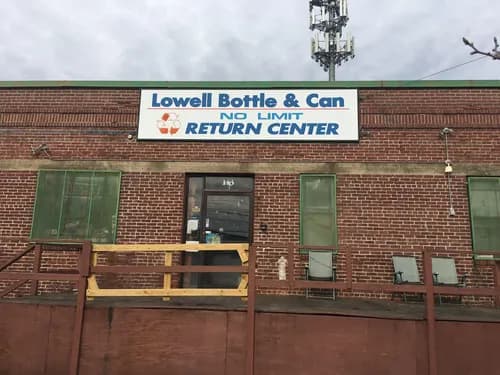 Lowell Bottle & Can
NO LIMIT
RETURN CENTER